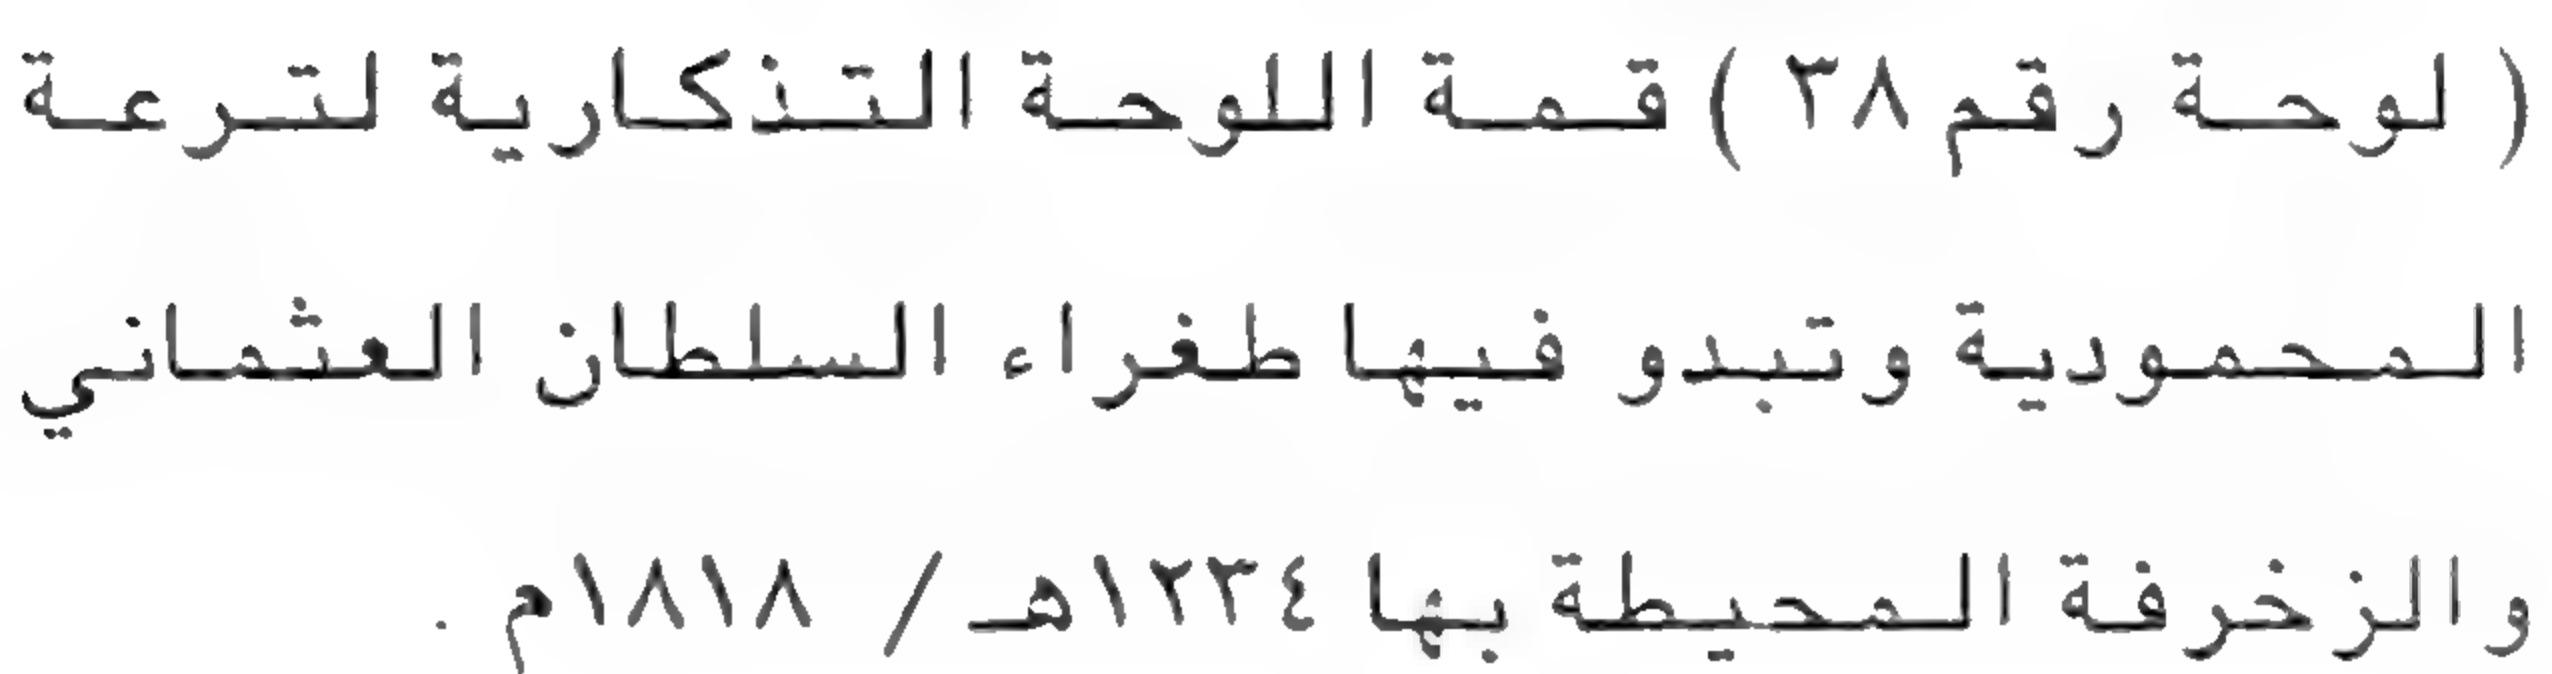 ( لوحة رقم ٣٨ ) قمة اللوحة التذكارية لترعة
المحمودية وتبدو فيها طغراء السلطان العثماني
والزخرفة المحيطة بها ١٢٣٤هـ / ١٨١٨م .